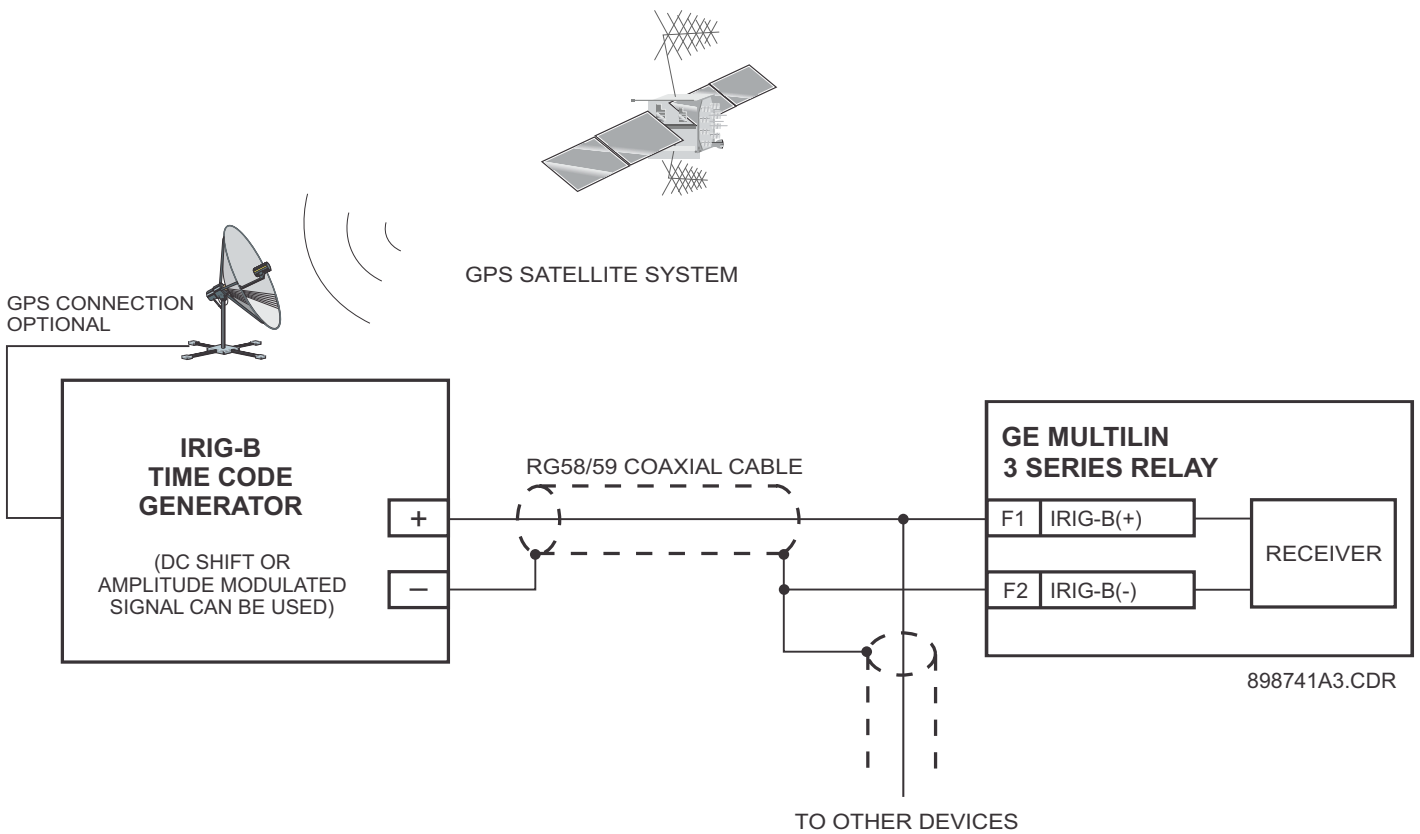 GPS SATELLITE SYSTEM
GPS CONNECTION
OPTIONAL
IRIG-B
TIME CODE
GENERATOR
(DC SHIFT OR
AMPLITUDE MODULATED
SIGNAL CAN BE USED)
+
–
RG58/59 COAXIAL CABLE
GE MULTILIN
3 SERIES RELAY
F1 IRIG-B(+)
F2 IRIG-B(-)
RECEIVER
898741A3.CDR
TO OTHER DEVICES